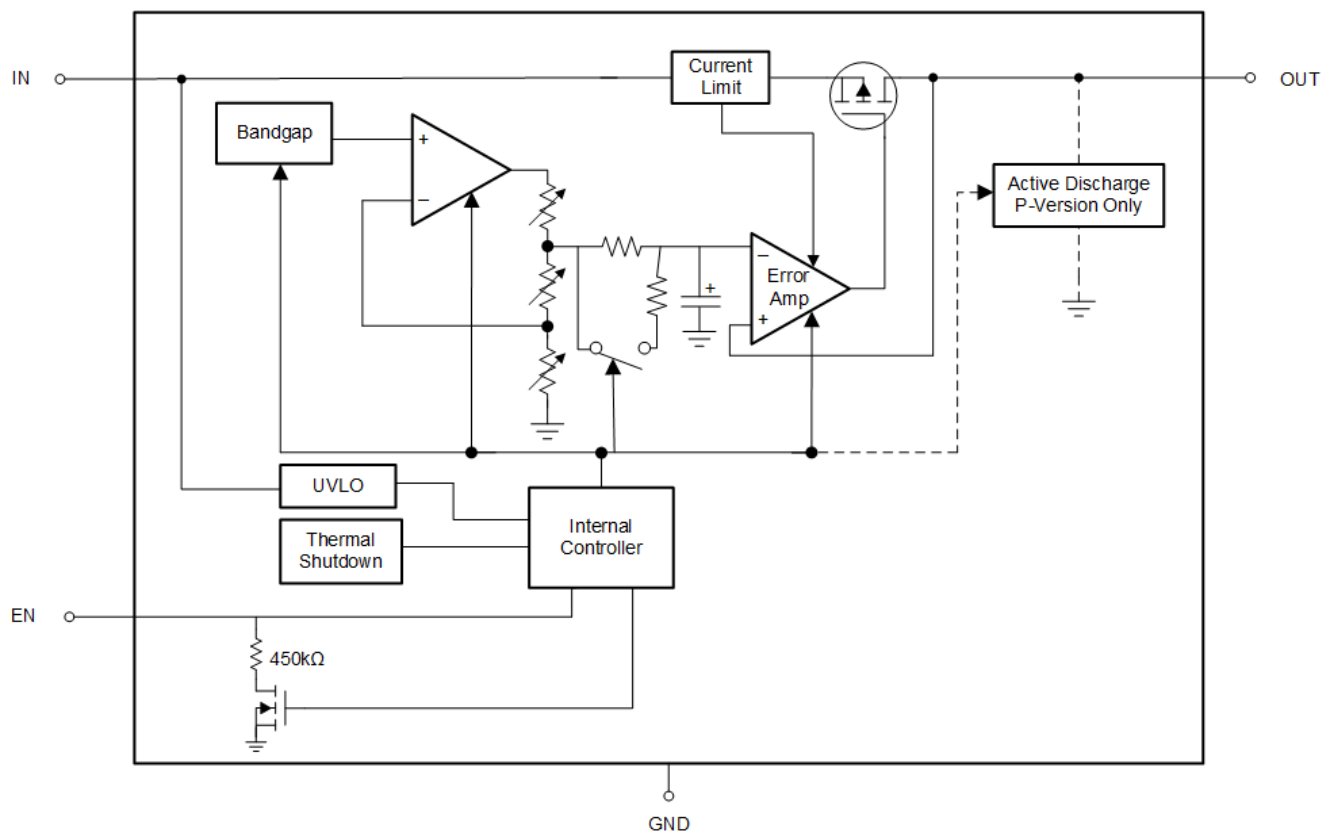 IN
Current
Limit
OUT
Bandgap
+
−
Active Discharge
P-Version Only
−
Error
Amp
+
+
UVLO
Internal
Controller
Thermal
Shutdown
EN
450kΩ
GND